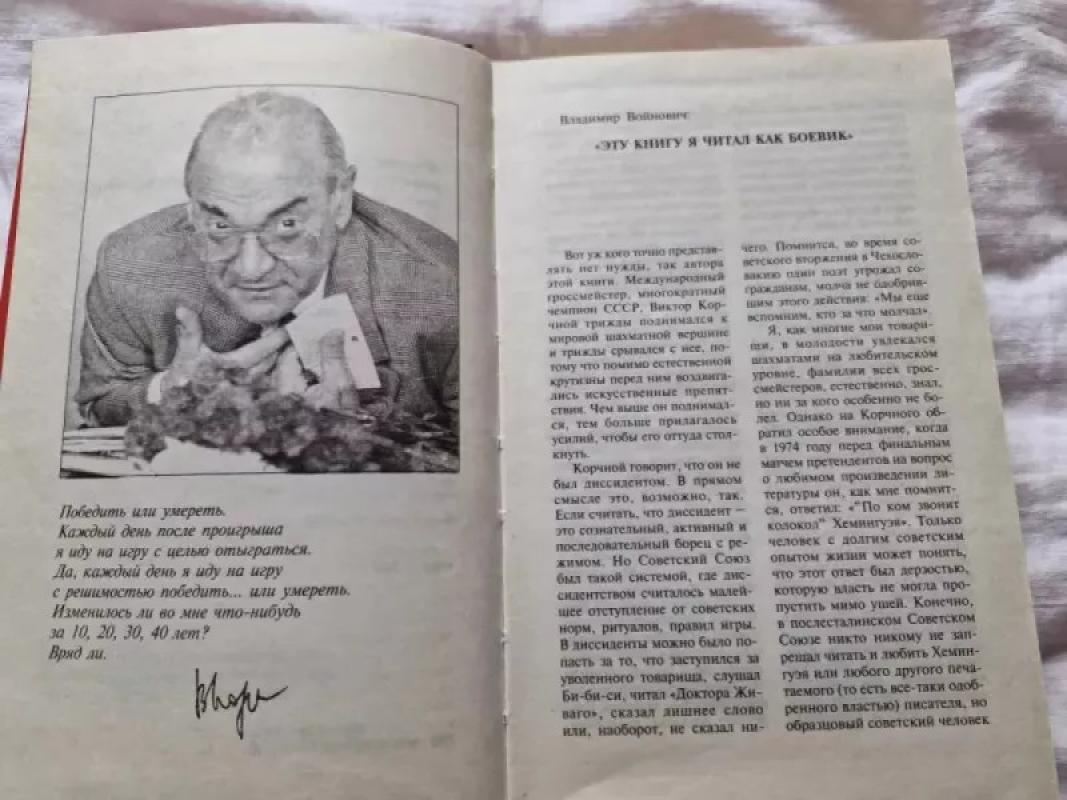 Победить или умереть.
Каждый день после проигрыша
я иду на игру с целью отыграться.
Да, каждый день я иду на игру
с решимостью победить... или умереть.
Изменилось ли во мне что-нибудь
за 10, 20, 30, 40 лет?
Вряд ли.
Владимир Войнович:
«ЭТУ КНИГУ Я ЧИТАЛ КАК БОЕВИК»
Вот уж кого точно представ-
лять нет нужды, так автора
этой книги. Международный
гроссмейстер, многократный
чемпион СССР, Виктор Кор-
чной трижды поднимался к
мировой шахматной вершине
и трижды срывался с нее, по-
тому что помимо естественной
крутизны перед ним воздвига-
лись искусственные препят-
ствия. Чем выше он поднимал-
ся, тем больше прилагалось
усилий, чтобы его оттуда стол-
кнуть.
Корчной говорит, что он не
был диссидентом. В прямом
смысле это, возможно, так.
Если считать, что диссидент —
это сознательный, активный и
последовательный борец с ре-
жимом. Но Советский Союз
был такой системой, где дис-
сидентством считалось малей-
шее отступление от советских
норм, ритуалов, правил игры.
В диссиденты можно было по-
пасть за то, что заступился за
уволенного товарища, слушал
Би-би-си, читал «Доктора Жи-
ваго», сказал лишнее слово
или, наоборот, не сказал ни-
чего. Помнится, во время со-
ветского вторжения в Чехосло-
вакию один поэт угрожал со-
гражданам, молча не одобрив-
шим этого действия: «Мы еще
вспомним, кто за что молчал».
Я, как многие мои товари-
щи, в молодости увлекался
шахматами на любительском
уровне, фамилии всех грос-
смейстеров, естественно, знал,
но ни за кого особенно не бо-
лел. Однако на Корчного об-
ратил особое внимание, когда
в 1974 году перед финальным
матчем претендентов на вопрос
о любимом произведении ли-
тературы он, как мне помнит-
ся, ответил: «"По ком звонит
колокол" Хемингуэя». Только
человек с долгим советским
опытом жизни может понять,
что этот ответ был дерзостью,
которую власть не могла про-
пустить мимо ушей. Конечно,
в послесталинском Советском
Союзе никто никому не зап-
рещал читать и любить Хемин-
гуэя или любого другого печа-
таемого (то есть все-таки одоб-
ренного властью) писателя, но
образцовый советский человек